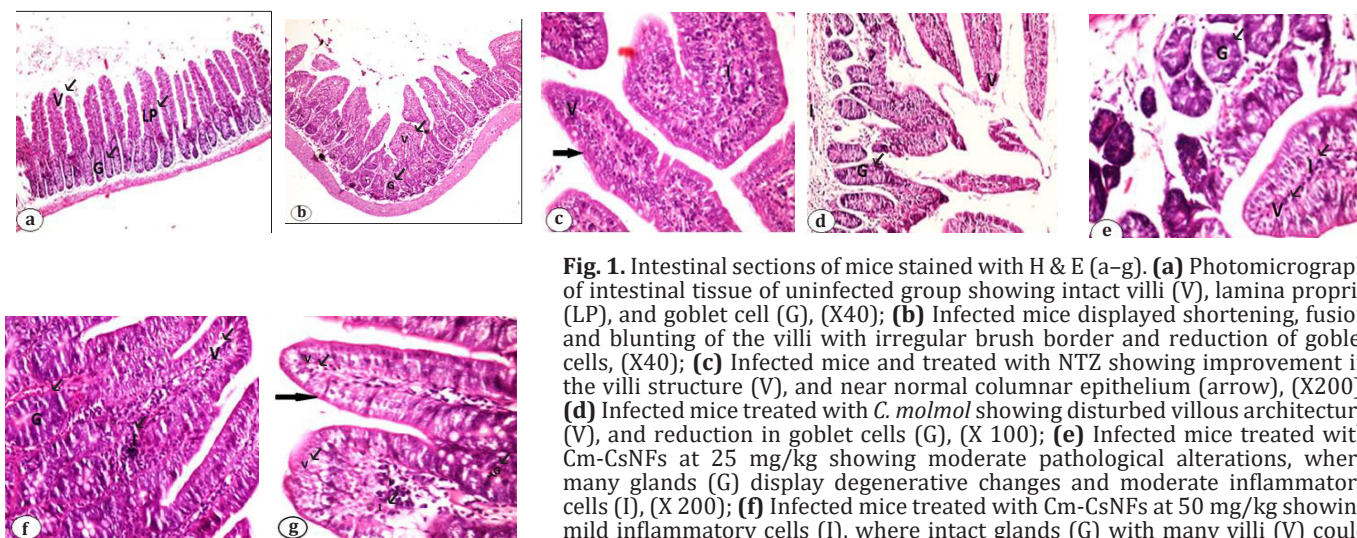 V
LP
G
a
V
G
b
I
V
c
V
I
G
d
G
I
V
e
Fig. 1. Intestinal sections of mice stained with H & E (a–g). (a) Photomicrograp
of intestinal tissue of uninfected group showing intact villi (V), lamina propri
(LP), and goblet cell (G), (X40); (b) Infected mice displayed shortening, fusion
and blunting of the villi with irregular brush border and reduction of goble
cells, (X40); (c) Infected mice and treated with NTZ showing improvement i
the villi structure (V), and near normal columnar epithelium (arrow), (X200)
(d) Infected mice treated with C. molmol showing disturbed villous architectur
(V), and reduction in goblet cells (G), (X 100); (e) Infected mice treated wit
Cm-CsNFs at 25 mg/kg showing moderate pathological alterations, wher
many glands (G) display degenerative changes and moderate inflammator
cells (I), (X 200); (f) Infected mice treated with Cm-CsNFs at 50 mg/kg showin
mild inflammatory cells (I), where intact glands (G) with many villi (V) coul
V
G
f
V
V
G
I
g